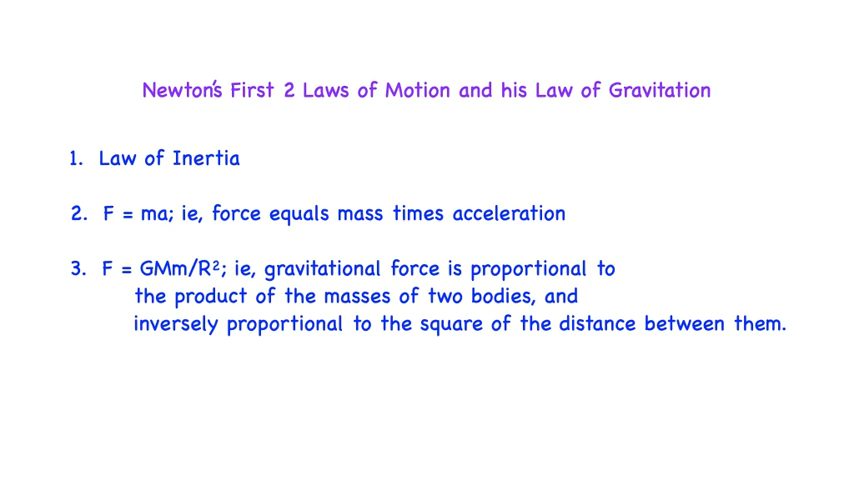 Newton's First 2 Laws of Motion and his Law of Gravitation
1. Law of Inertia
2. F = ma; ie, force equals mass times acceleration
3. F = GMm/R²; ie, gravitational force is proportional to
the product of the masses of two bodies, and
inversely proportional to the square of the distance between them.